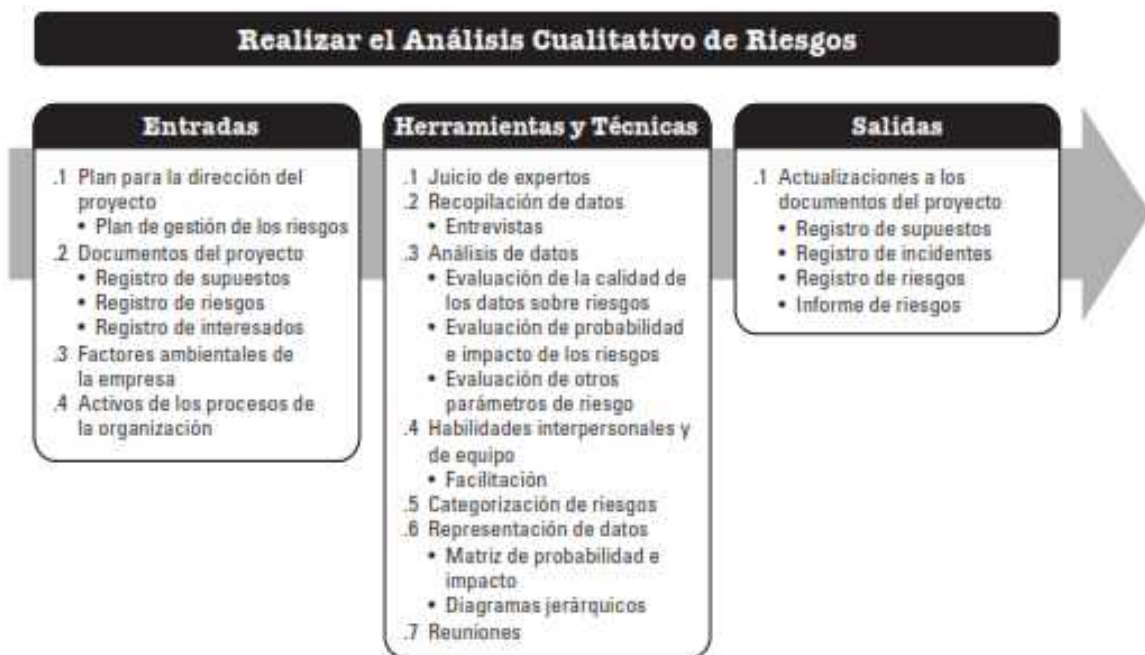 Realizar el Análisis Cualitativo de Riesgos
Entradas
.1 Plan para la dirección del
proyecto
• Plan de gestión de los riesgos
.2 Documentos del proyecto
• Registro de supuestos
• Registro de riesgos
• Registro de interesados
.3 Factores ambientales de
la empresa
.4 Activos de los procesos de
la organización
Herramientas y Técnicas
.1 Juicio de expertos
.2 Recopilación de datos
• Entrevistas
.3 Análisis de datos
• Evaluación de la calidad de
los datos sobre riesgos
• Evaluación de probabilidad
e impacto de los riesgos
• Evaluación de otros
parámetros de riesgo
.4 Habilidades interpersonales y
de equipo
• Facilitación
.5 Categorización de riesgos
.6 Representación de datos
• Matriz de probabilidad e
impacto
• Diagramas jerárquicos
.7 Reuniones
Salidas
.1 Actualizaciones a los
documentos del proyecto
• Registro de supuestos
• Registro de incidentes
• Registro de riesgos
• Informe de riesgos